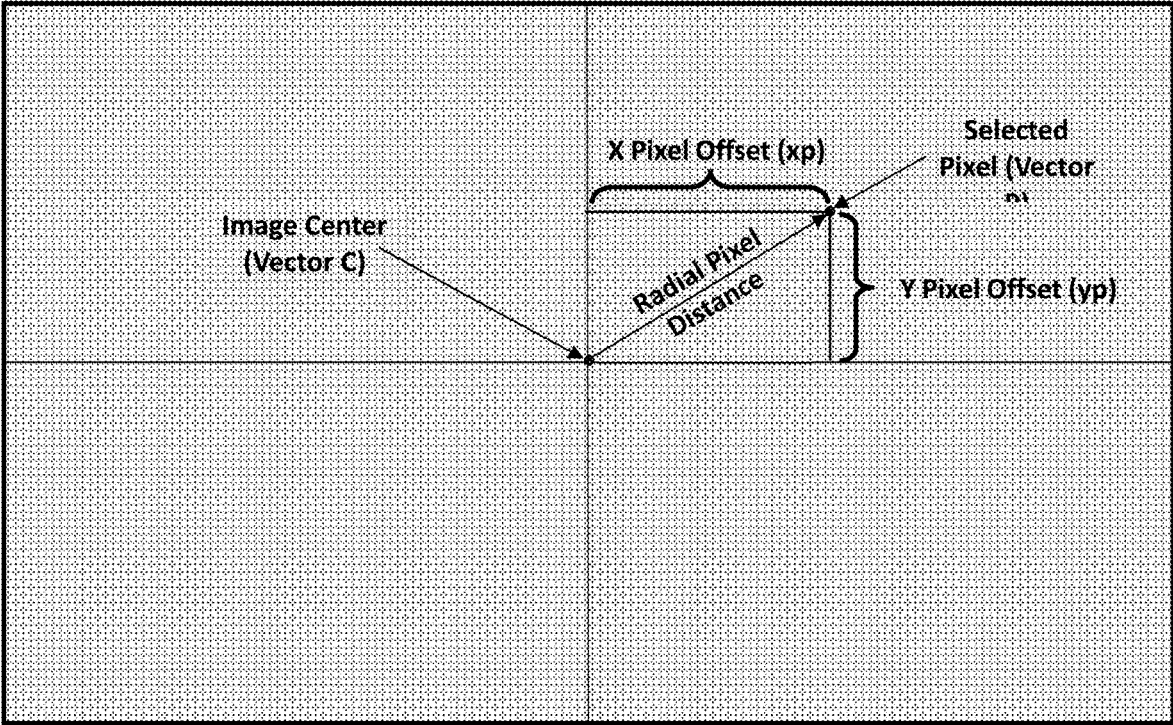 X Pixel Offset (xp)
Selected
Pixel (Vector
Image Center
(Vector C)
Radial Pixel
Distance
Y Pixel Offset (yp)